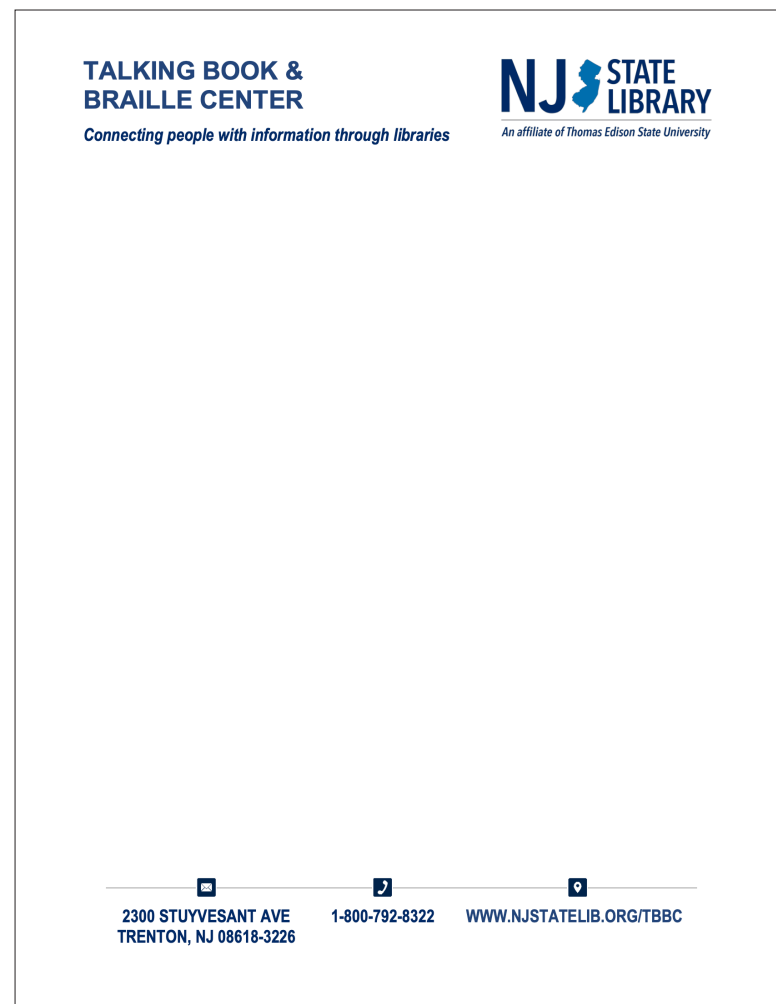 TALKING BOOK &
BRAILLE CENTER
Connecting people with information through libraries
NJ STATE
LIBRARY
An affiliate of Thomas Edison State University
2300 STUYVESANT AVE
TRENTON, NJ 08618-3226
1-800-792-8322
WWW.NJSTATELIB.ORG/TBBC